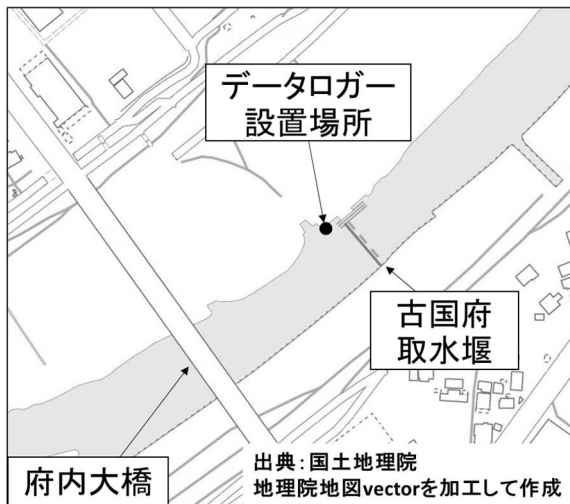 データロガー
設置場所
古国府
取水堰
府内大橋
出典:国土地理院
地理院地図vectorを加工して作成